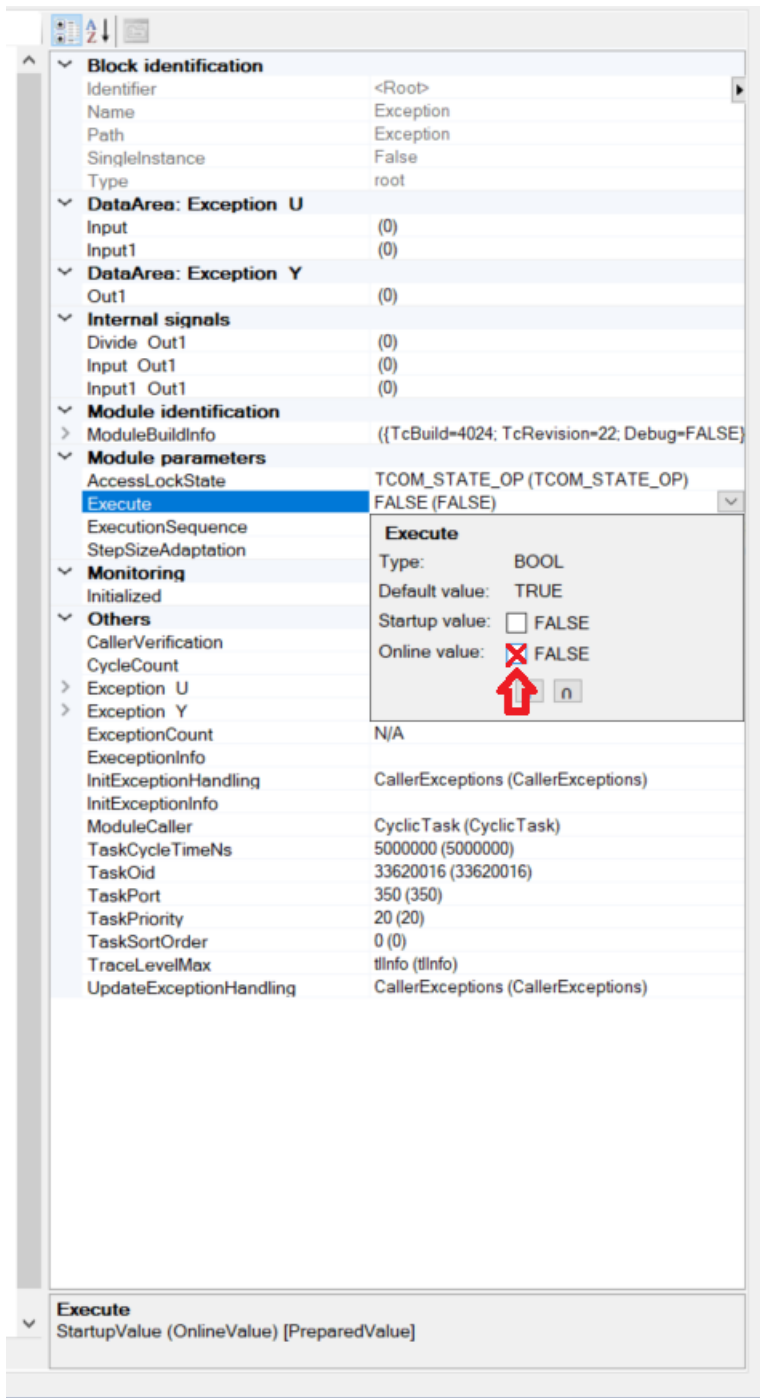 Block identification
Identifier <Root>
Name Exception
Path Exception
SingleInstance False
Type root
DataArea: Exception U
Input (0)
Input1 (0)
DataArea: Exception Y
Out1 (0)
Internal signals
Divide Out1 (0)
Input Out1 (0)
Input1 Out1 (0)
Module identification
ModuleBuildInfo ({TcBuild=4024; TcRevision=22; Debug=FALSE}
Module parameters
AccessLockState TCOM_STATE_OP (TCOM_STATE_OP)
Execute FALSE (FALSE)
ExecutionSequence
StepSizeAdaptation
Monitoring
Initialized
Others
CallerVerification
CycleCount
Exception U
Exception Y
Execute
Type: BOOL
Default value: TRUE
Startup value: FALSE
Online value: FALSE
ExceptionCount N/A
ExeceptionInfo
InitExceptionHandling CallerExceptions (CallerExceptions)
InitExceptionInfo
ModuleCaller CyclicTask (CyclicTask)
TaskCycleTimeNs 5000000 (5000000)
TaskOid 33620016 (33620016)
TaskPort 350 (350)
TaskPriority 20 (20)
TaskSortOrder 0 (0)
TraceLevelMax tlInfo (tlInfo)
UpdateExceptionHandling CallerExceptions (CallerExceptions)
Execute
StartupValue (OnlineValue) [PreparedValue]